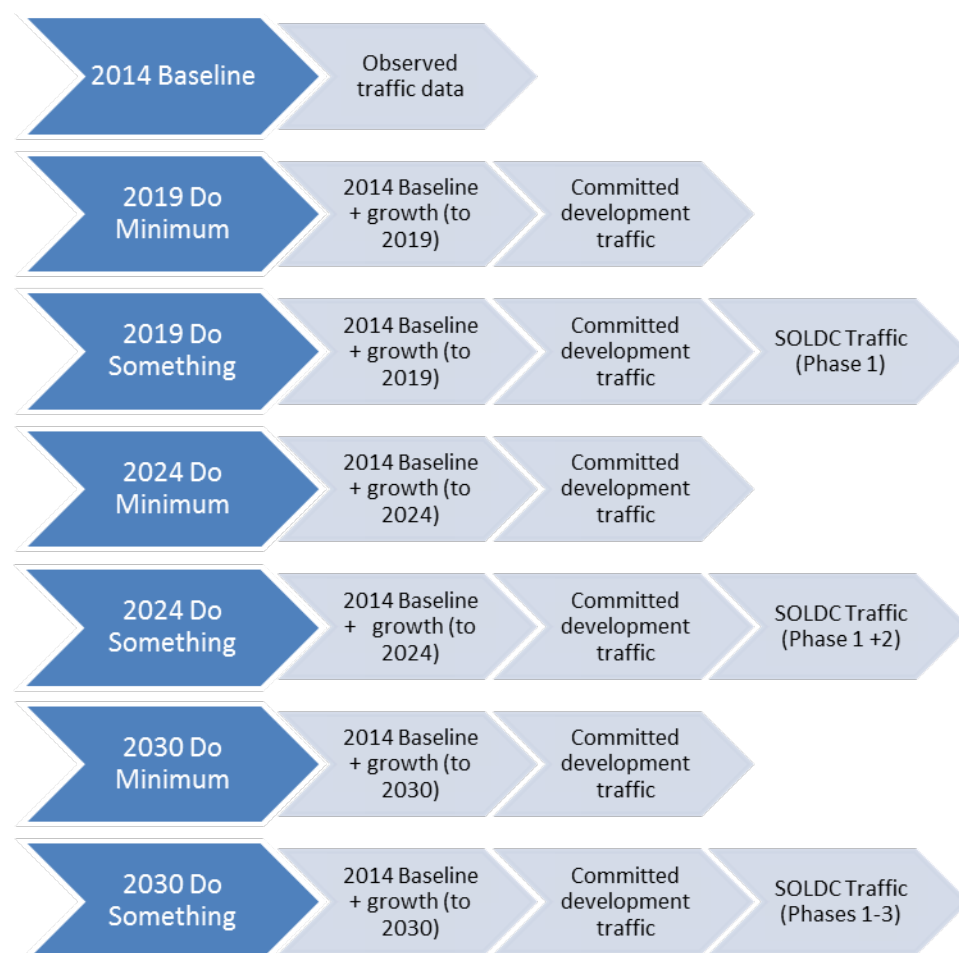 2014 Baseline
Observed
traffic data
2019 Do
Minimum
2014 Baseline
+ growth (to
2019)
Committed
development
traffic
2019 Do
Something
2014 Baseline
+ growth (to
2019)
Committed
development
traffic
SOLDC Traffic
(Phase 1)
2024 Do
Minimum
2014 Baseline
+ growth (to
2024)
Committed
development
traffic
2024 Do
Something
2014 Baseline
+ growth (to
2024)
Committed
development
traffic
SOLDC Traffic
(Phase 1 +2)
2030 Do
Minimum
2014 Baseline
+ growth (to
2030)
Committed
development
traffic
2030 Do
Something
2014 Baseline
+ growth (to
2030)
Committed
development
traffic
SOLDC Traffic
(Phases 1-3)